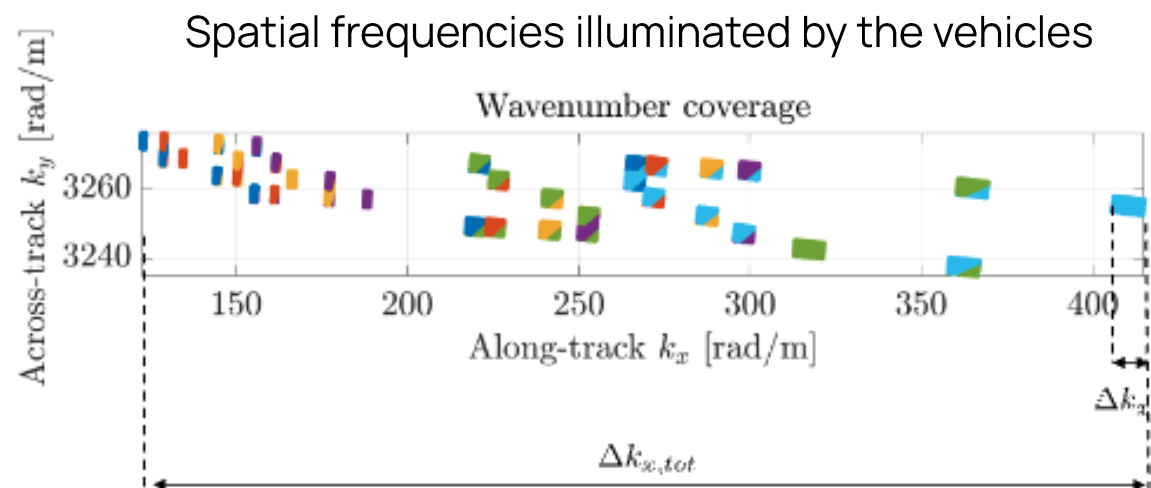 Spatial frequencies illuminated by the vehicles
Wavenumber coverage
Across-track k_y [rad/m]
3260
3240
150 200 250 300 350 400
Along-track k_x [rad/m]
Δk_x
Δk_{x,tot}